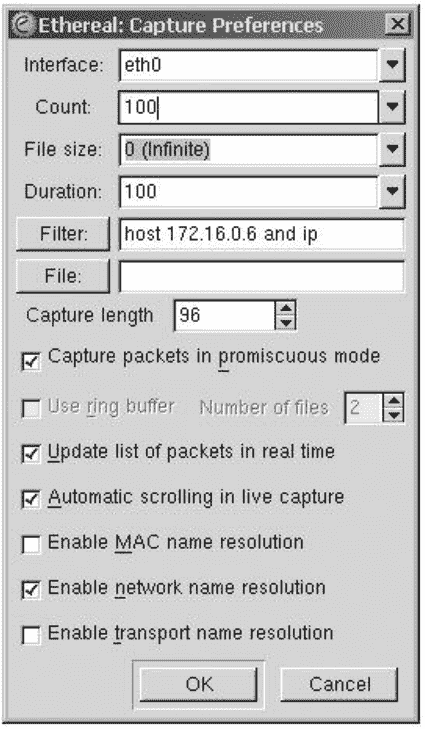 Ethereal: Capture Preferences
Interface: eth0
Count: 100
File size: 0 (Infinite)
Duration: 100
Filter: host 172.16.0.6 and ip
File:
Capture length 96
Capture packets in promiscuous mode
Use ring buffer Number of files 2
Update list of packets in real time
Automatic scrolling in live capture
Enable MAC name resolution
Enable network name resolution
Enable transport name resolution
OK Cancel